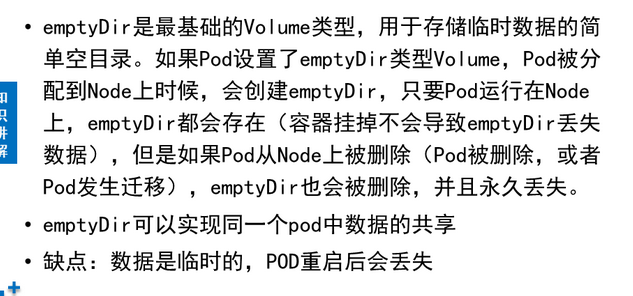 • emptyDir是最基础的Volume类型，用于存储临时数据的简
单空目录。如果Pod设置了emptyDir类型Volume，Pod被分
配到Node上时候，会创建emptyDir，只要Pod运行在Node
上，emptyDir都会存在（容器挂掉不会导致emptyDir丢失
数据），但是如果Pod从Node上被删除（Pod被删除，或者
Pod发生迁移），emptyDir也会被删除，并且永久丢失。
• emptyDir可以实现同一个pod中数据的共享
• 缺点：数据是临时的，POD重启后会丢失
知
识
讲
解